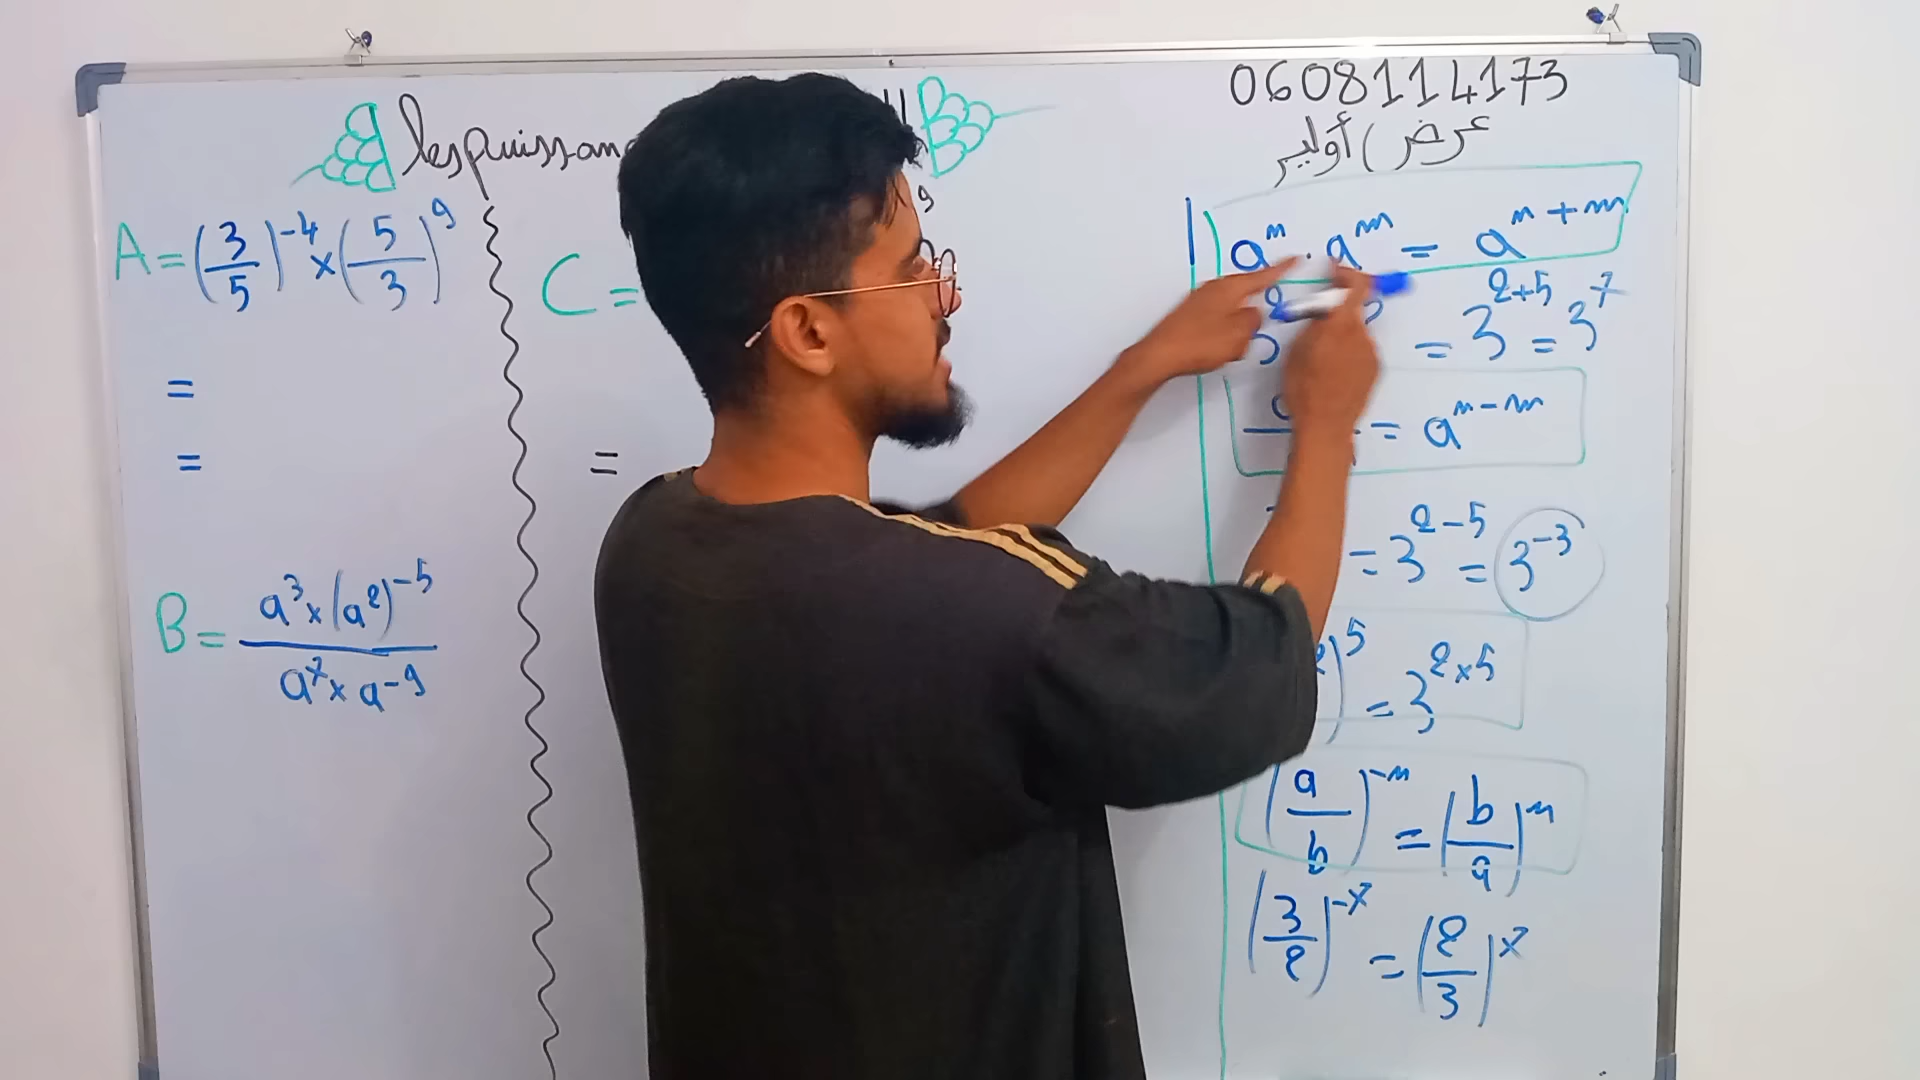 les puissan
0608114173
عرض) أولير
A = (3/5)^-4 × (5/3)^9
=
=
B = a^3 × (a^2)^-5 / a^7 × a^-9
C =
=
a^n · a^m = a^n+m
= 3^2+5 = 3^7
= a^n-m
= 3^2-5 = 3^-3
)^5 = 3^2×5
(a/b)^-n = (b/a)^n
(3/2)^-7 = (2/3)^7